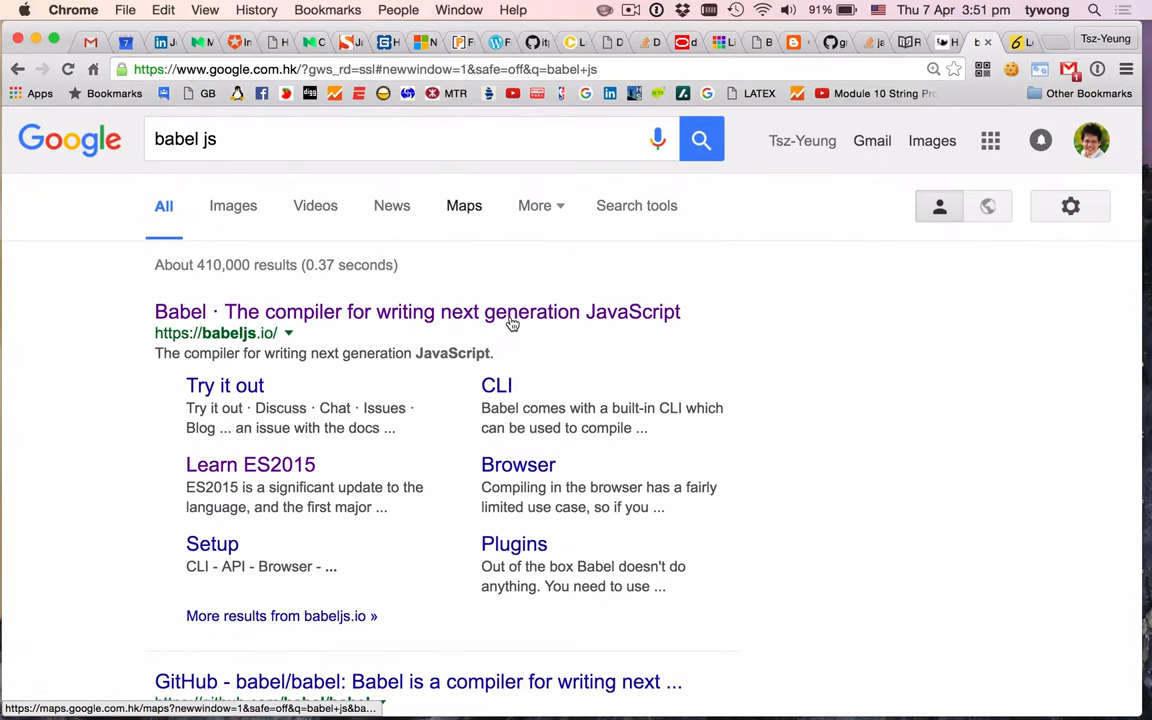 Chrome File Edit View History Bookmarks People Window Help 91% Thu 7 Apr 3:51 pm tywong
Tsz-Yeung
https://www.google.com.hk/?gws_rd=ssl#newwindow=1&safe=off&q=babel+js
Apps Bookmarks GB MTR LATEX Module 10 String Pr Other Bookmarks
Google babel js Tsz-Yeung Gmail Images
All Images Videos News Maps More Search tools
About 410,000 results (0.37 seconds)
Babel · The compiler for writing next generation JavaScript
https://babeljs.io/
The compiler for writing next generation JavaScript.
Try it out
Try it out · Discuss · Chat · Issues ·
Blog ... an issue with the docs ...
CLI
Babel comes with a built-in CLI which
can be used to compile ...
Learn ES2015
ES2015 is a significant update to the
language, and the first major ...
Browser
Compiling in the browser has a fairly
limited use case, so if you ...
Setup
CLI - API - Browser - ...
Plugins
Out of the box Babel doesn't do
anything. You need to use ...
More results from babeljs.io »
GitHub - babel/babel: Babel is a compiler for writing next ...
https://maps.google.com.hk/maps?newwindow=1&safe=off&q=babel+js&ba...